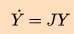 Ẏ = JY